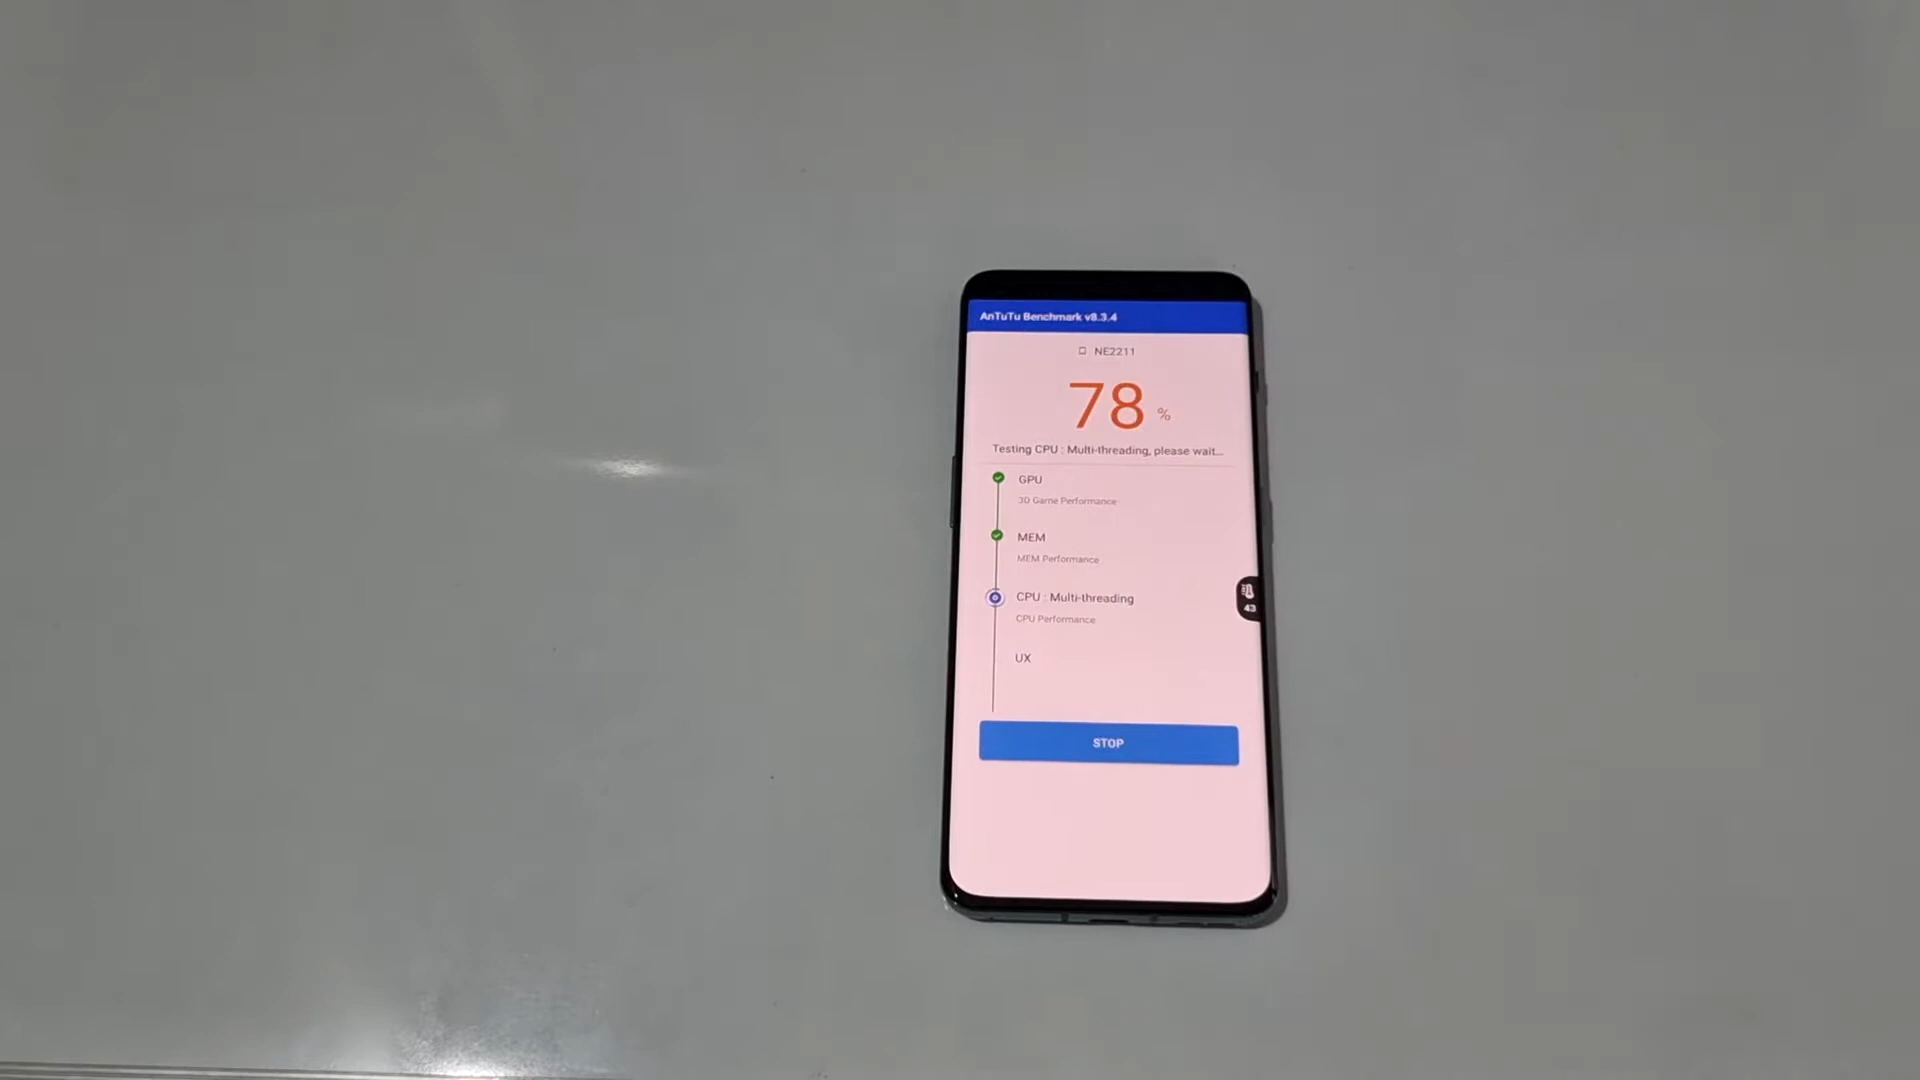 AnTuTu Benchmark v8.3.4
NE2211
78 %
Testing CPU : Multi-threading, please wait...
GPU
3D Game Performance
MEM
MEM Performance
CPU : Multi-threading
CPU Performance
43
UX
STOP